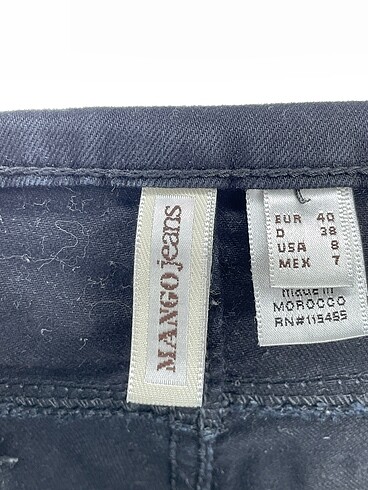 MANGO jeans
EUR 40
D 38
USA 8
MEX 7
made in
MOROCCO
RN#115455